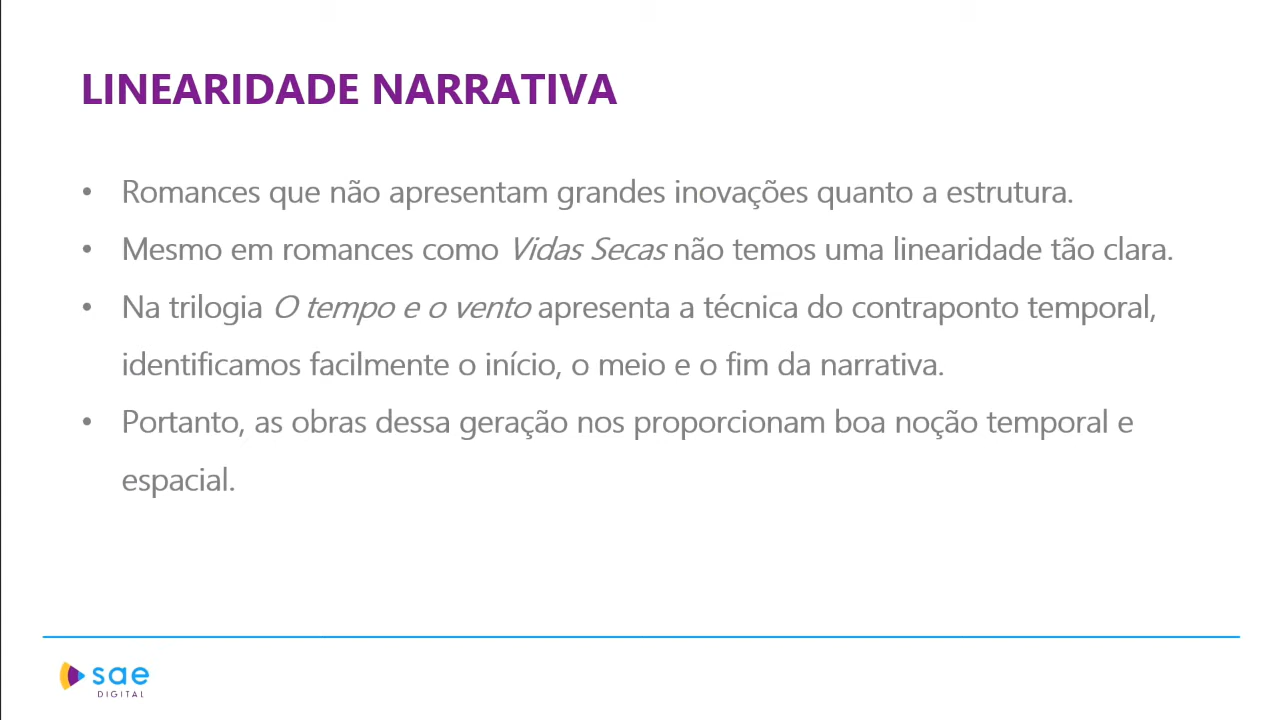 LINEARIDADE NARRATIVA
• Romances que não apresentam grandes inovações quanto a estrutura.
• Mesmo em romances como Vidas Secas não temos uma linearidade tão clara.
• Na trilogia O tempo e o vento apresenta a técnica do contraponto temporal,
identificamos facilmente o início, o meio e o fim da narrativa.
• Portanto, as obras dessa geração nos proporcionam boa noção temporal e
espacial.
sae
DIGITAL